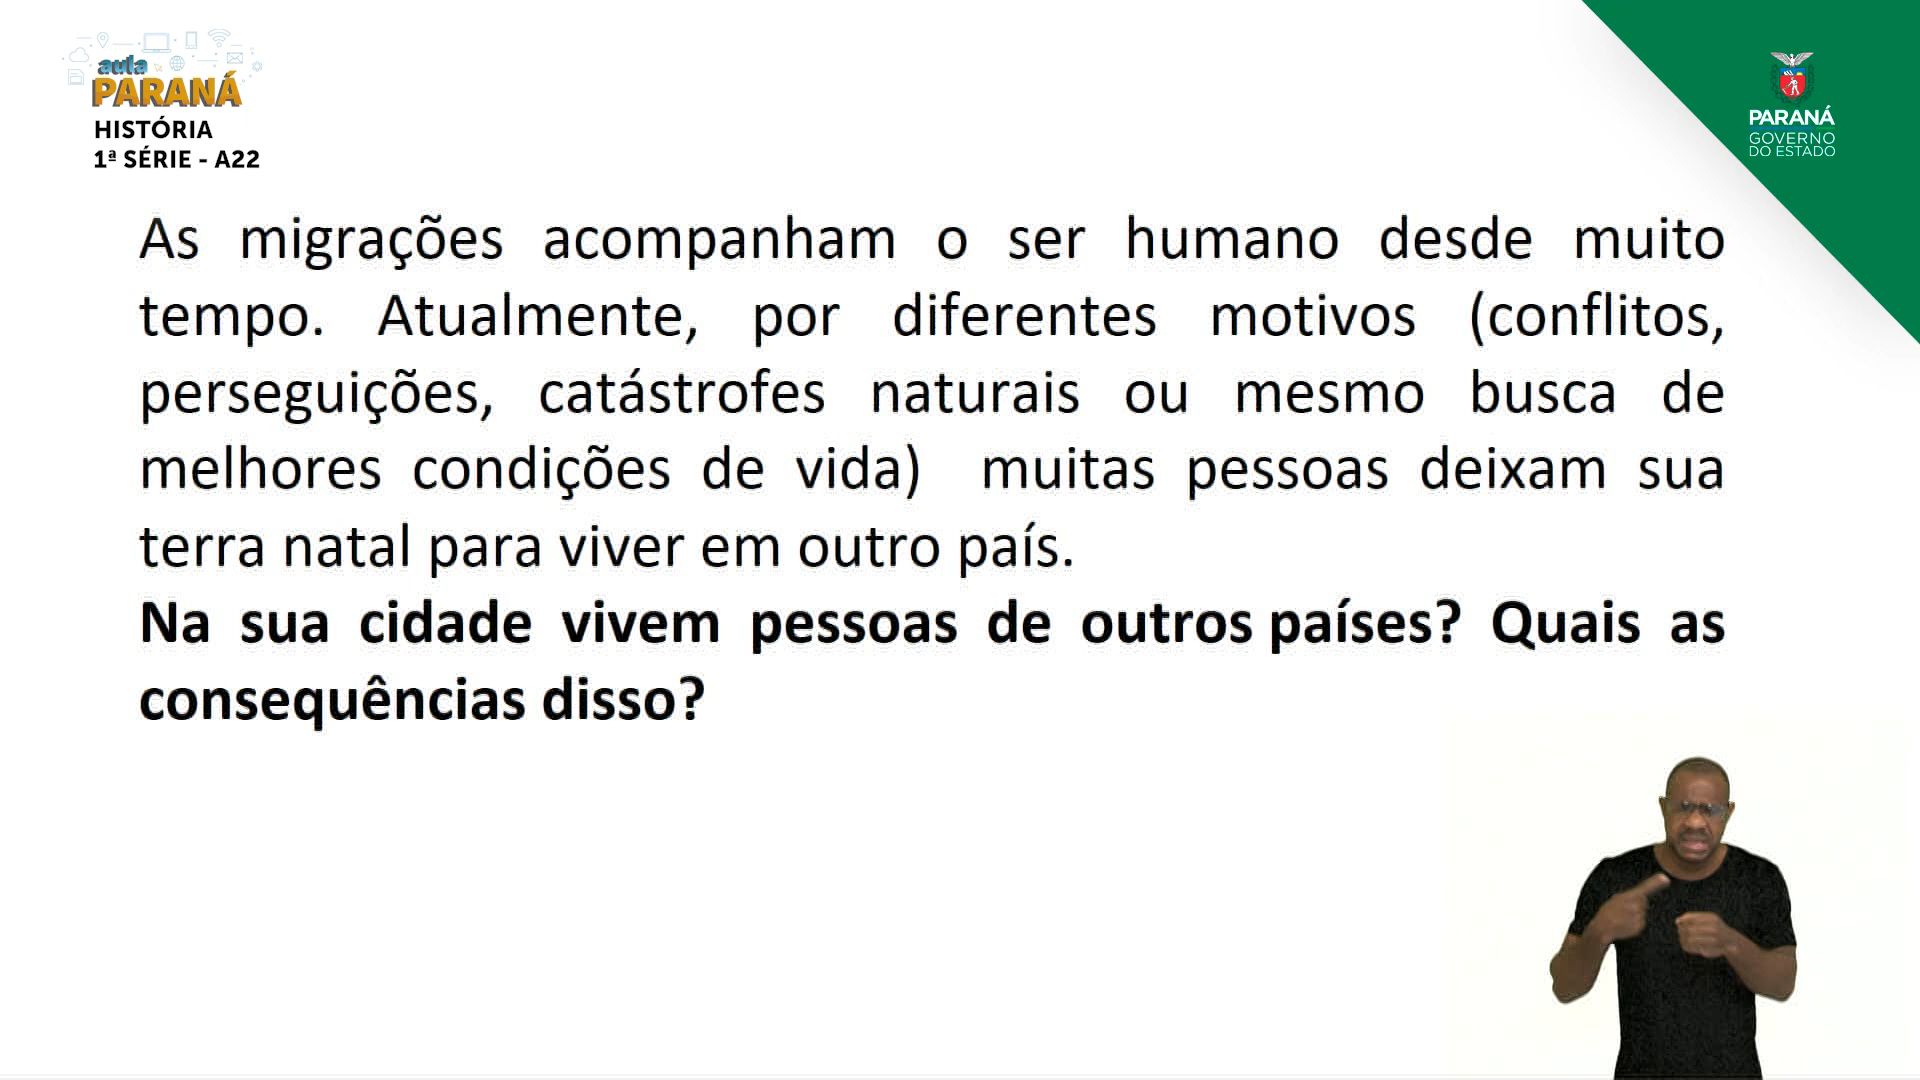 aula
PARANÁ
HISTÓRIA
1ª SÉRIE - A22
PARANÁ
GOVERNO
DO ESTADO
As migrações acompanham o ser humano desde muito
tempo. Atualmente, por diferentes motivos (conflitos,
perseguições, catástrofes naturais ou mesmo busca de
melhores condições de vida) muitas pessoas deixam sua
terra natal para viver em outro país.
Na sua cidade vivem pessoas de outros países? Quais as
consequências disso?